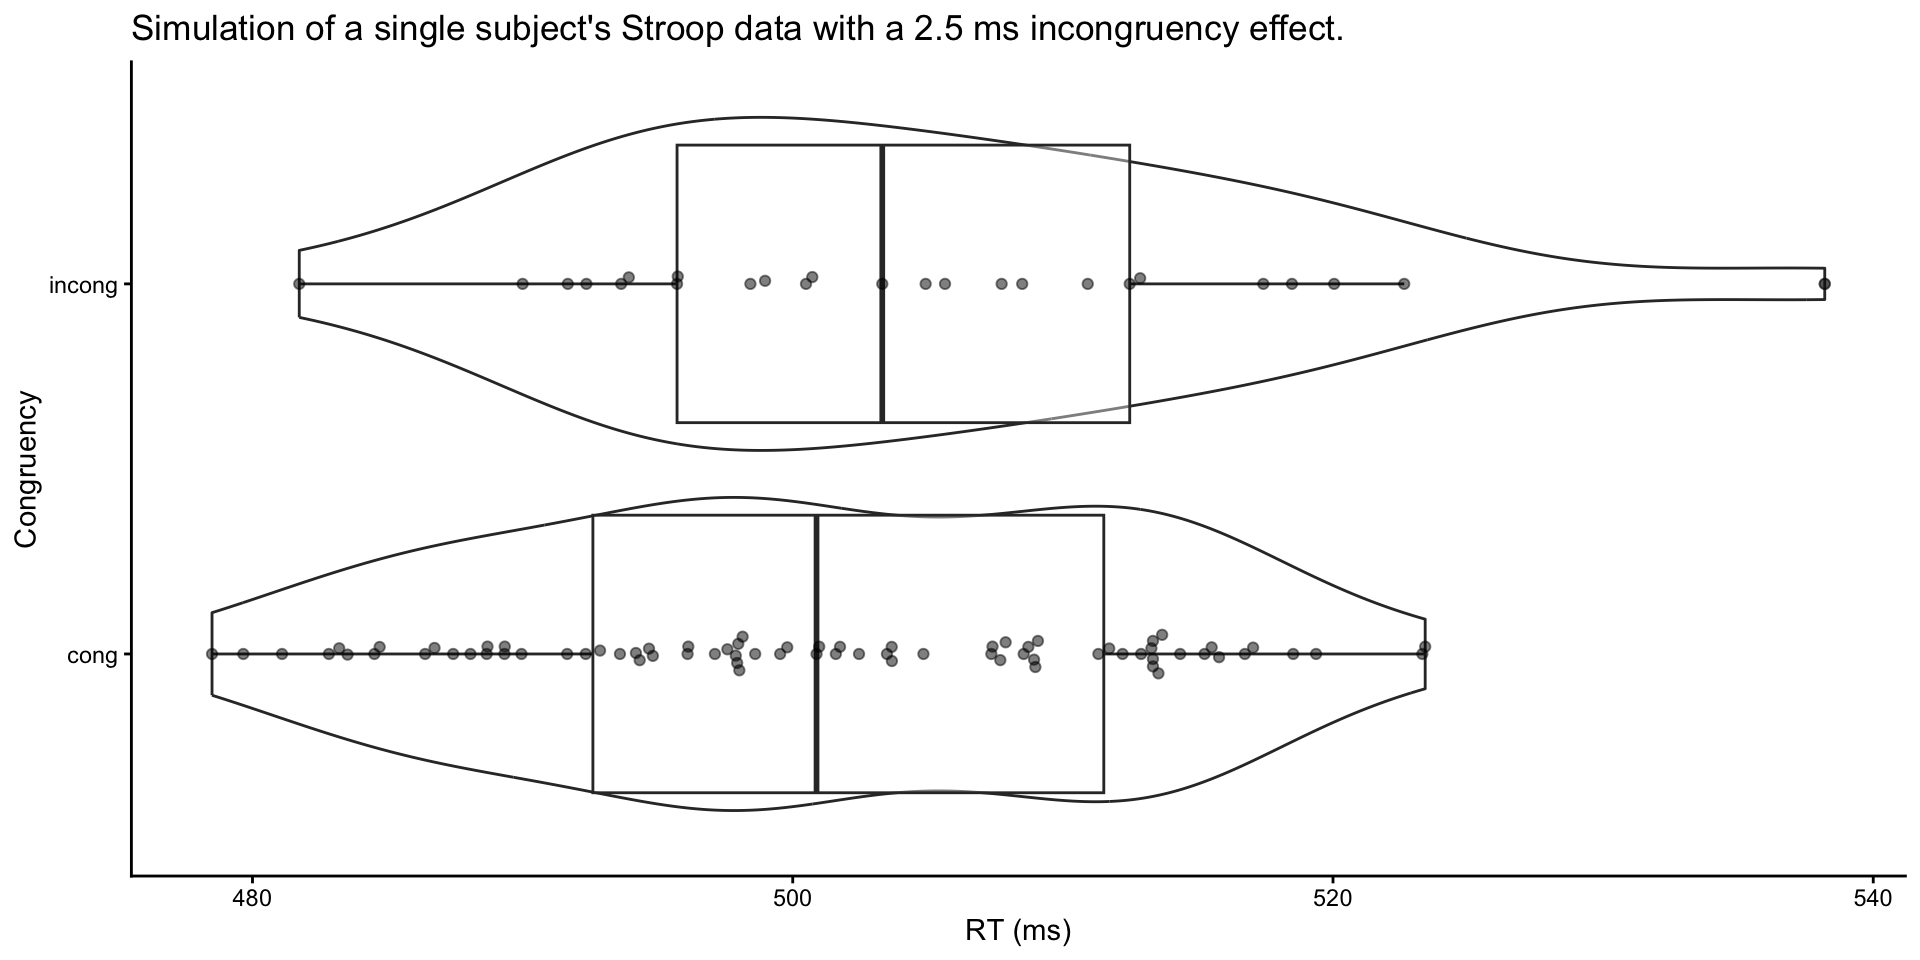 Simulation of a single subject's Stroop data with a 2.5 ms incongruency effect.
Congruency
incong
cong
480 500 520 540
RT (ms)